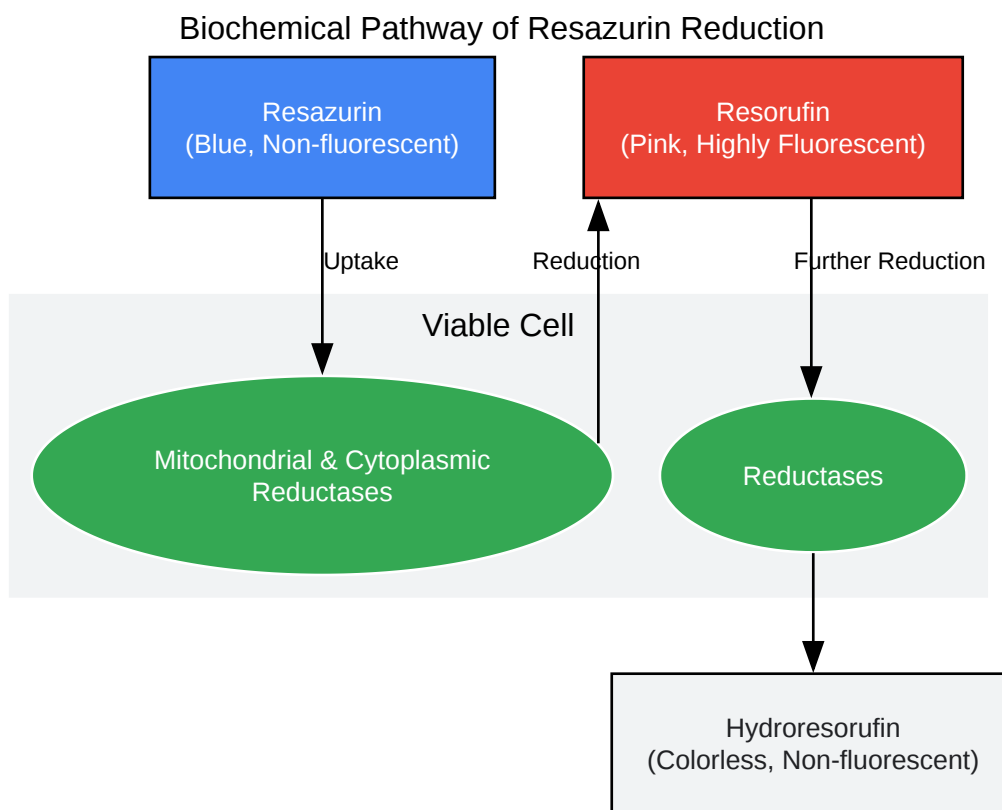 Biochemical Pathway of Resazurin Reduction
Resazurin
(Blue, Non-fluorescent)
Resorufin
(Pink, Highly Fluorescent)
Uptake
Reduction
Further Reduction
Viable Cell
Mitochondrial & Cytoplasmic
Reductases
Reductases
Hydroresorufin
(Colorless, Non-fluorescent)